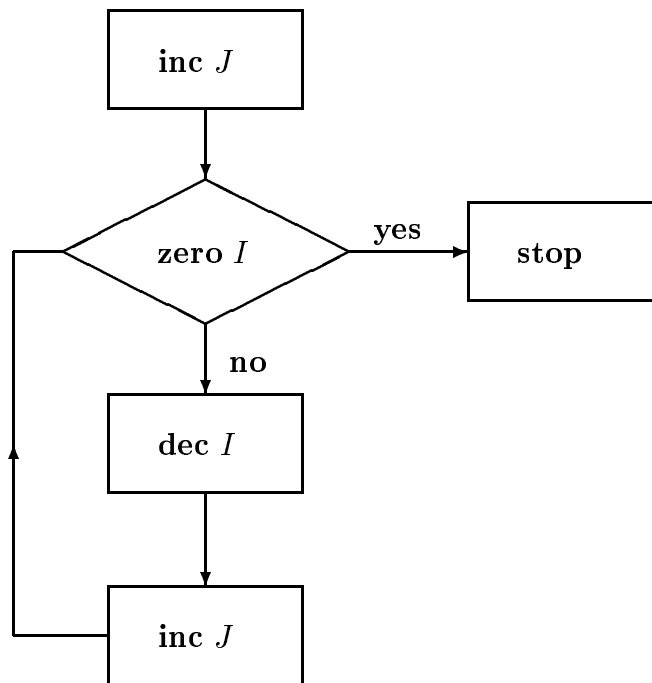 inc J
zero I
yes
stop
no
dec I
inc J